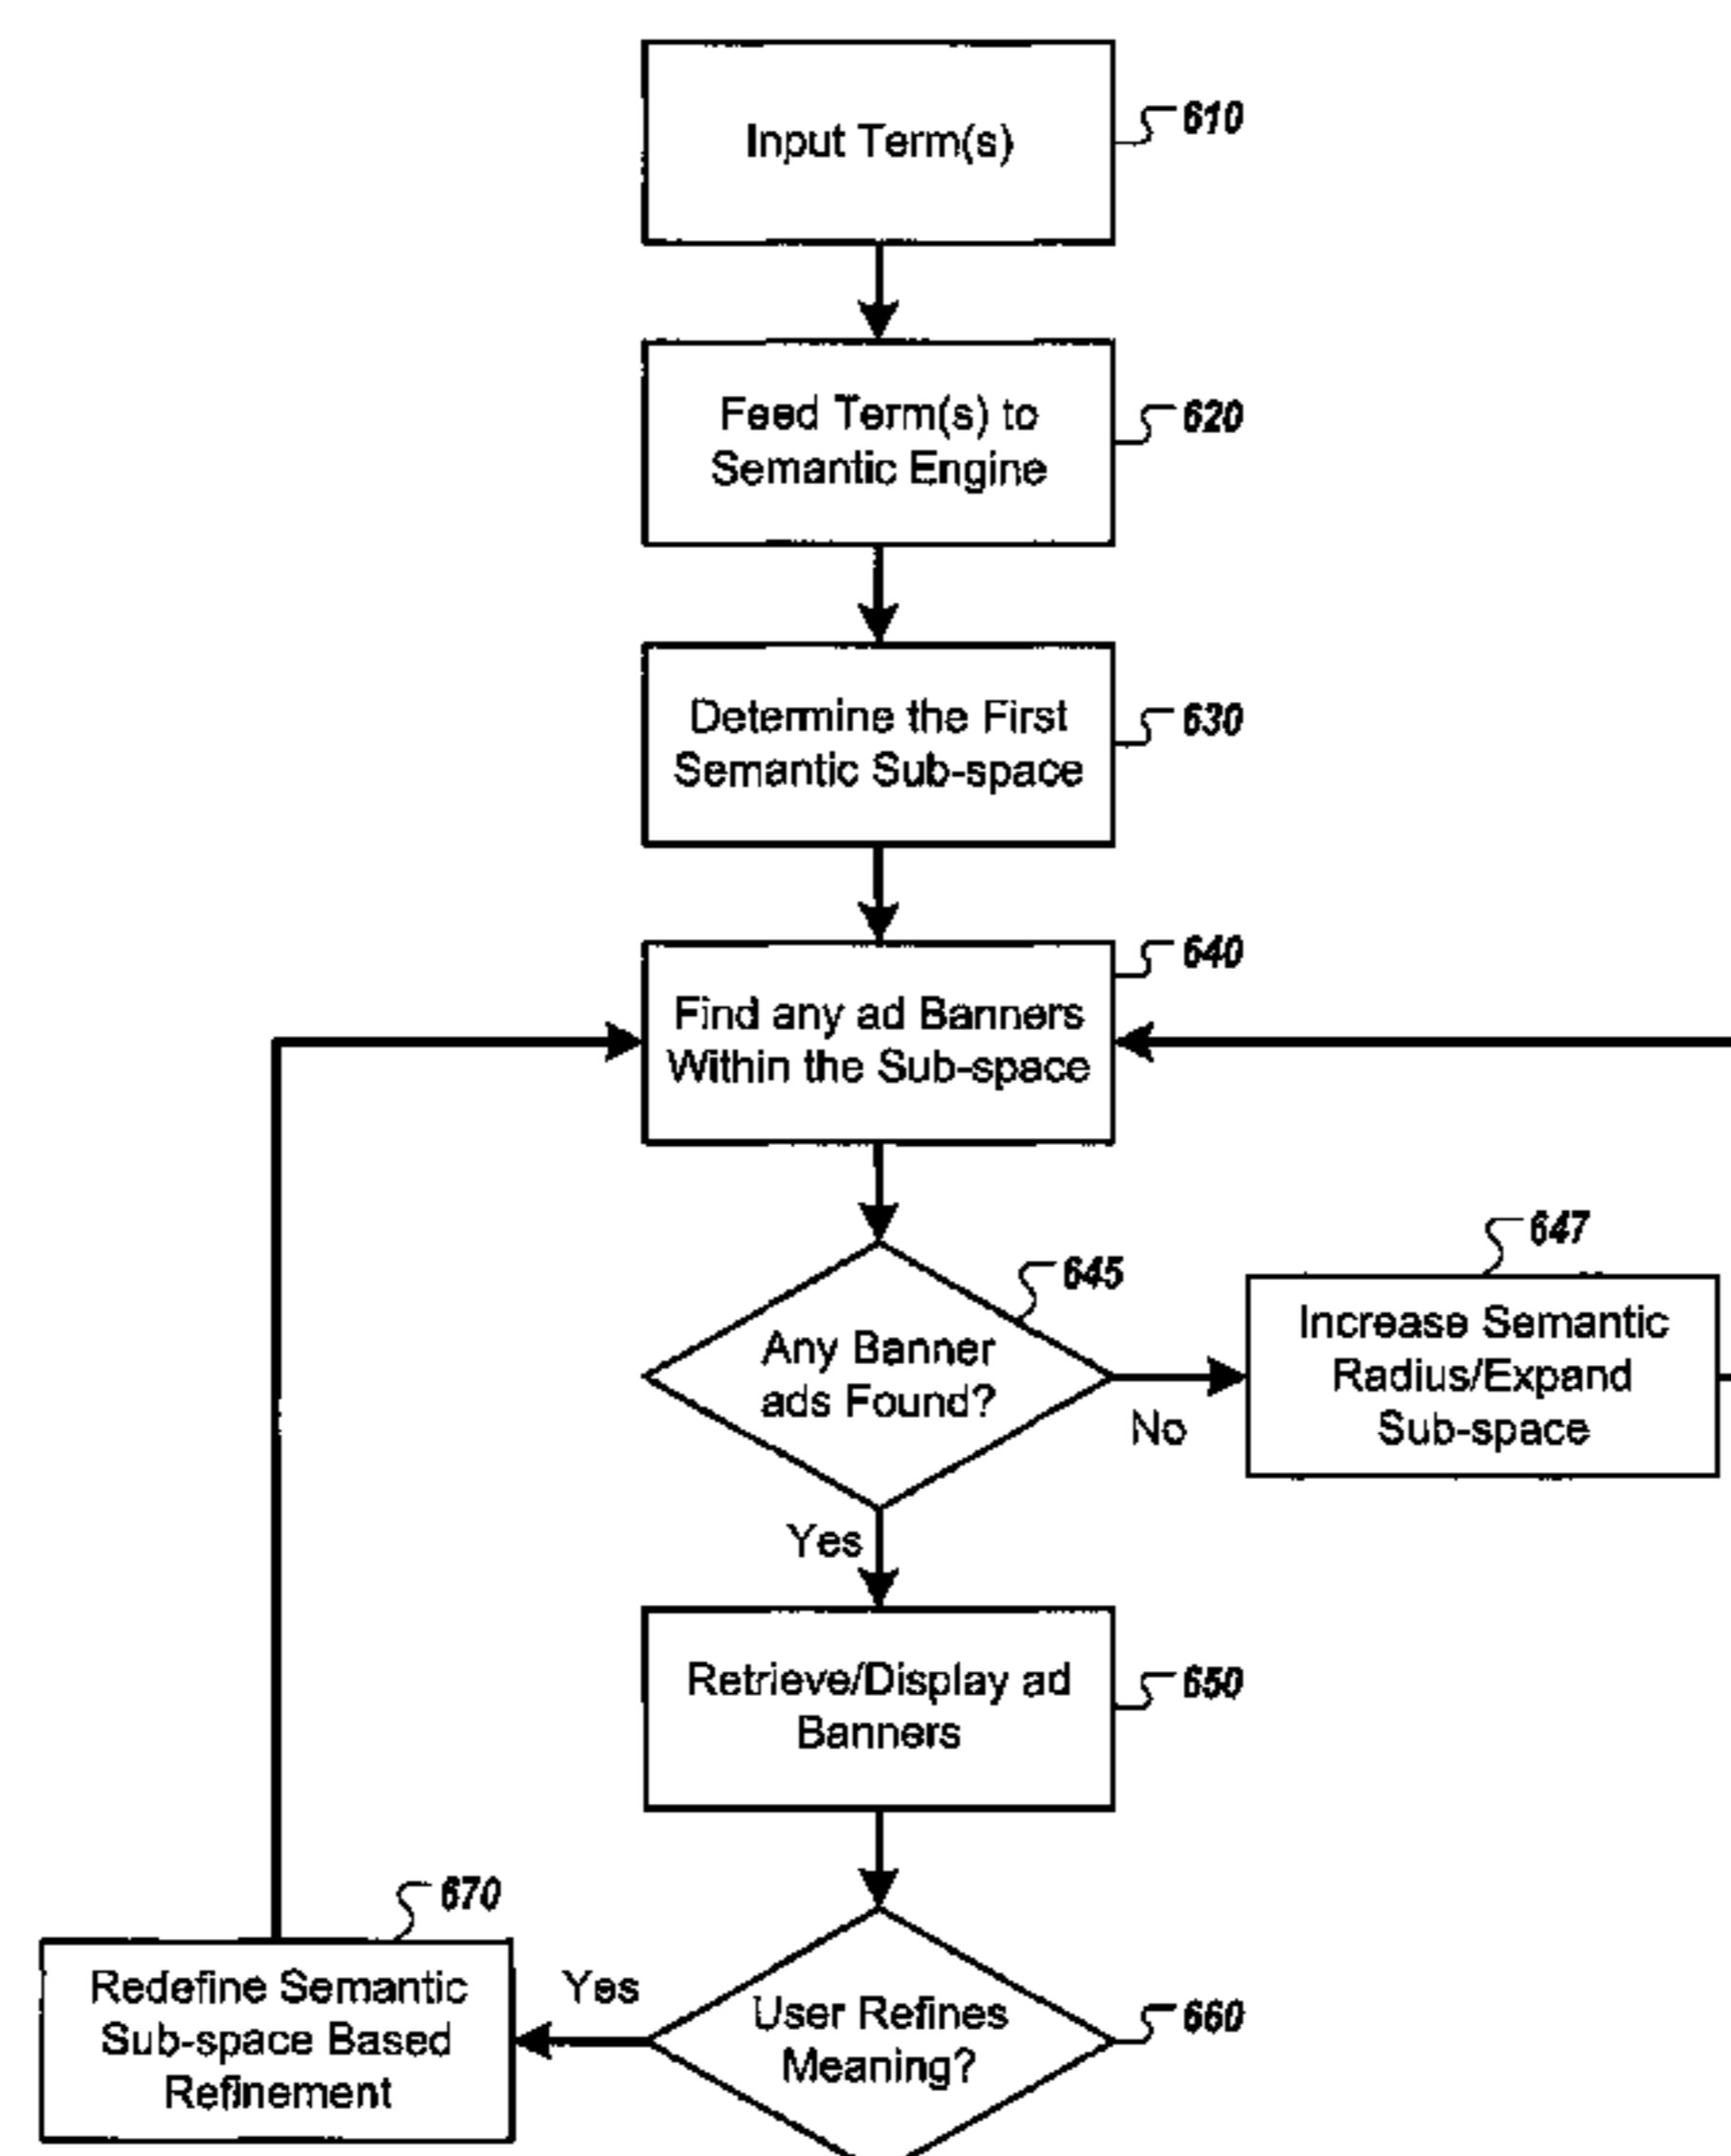 Input Term(s)
610
Feed Term(s) to
Semantic Engine
620
Determine the First
Semantic Sub-space
630
640
Find any ad Banners
Within the Sub-space
645
Any Banner
ads Found?
No
647
Increase Semantic
Radius/Expand
Sub-space
Yes
Retrieve/Display ad
Banners
650
670
Redefine Semantic
Sub-space Based
Refinement
Yes
User Refines
Meaning?
660